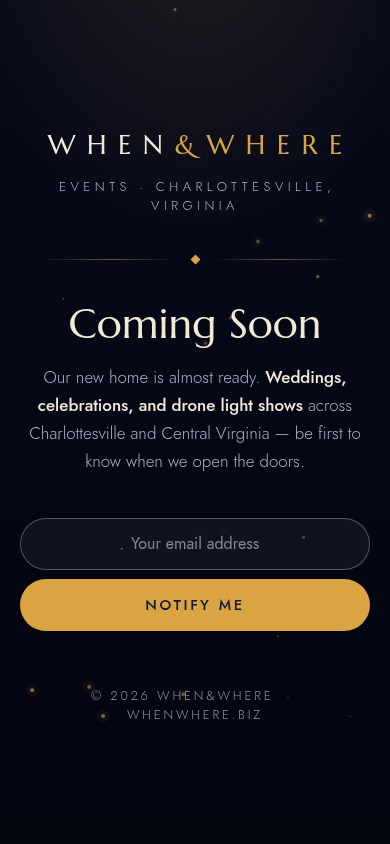 WHEN&WHERE
EVENTS · CHARLOTTESVILLE,
VIRGINIA
Coming Soon
Our new home is almost ready. Weddings,
celebrations, and drone light shows across
Charlottesville and Central Virginia — be first to
know when we open the doors.
Your email address
NOTIFY ME
© 2026 WHEN&WHERE ·
WHENWHERE.BIZ